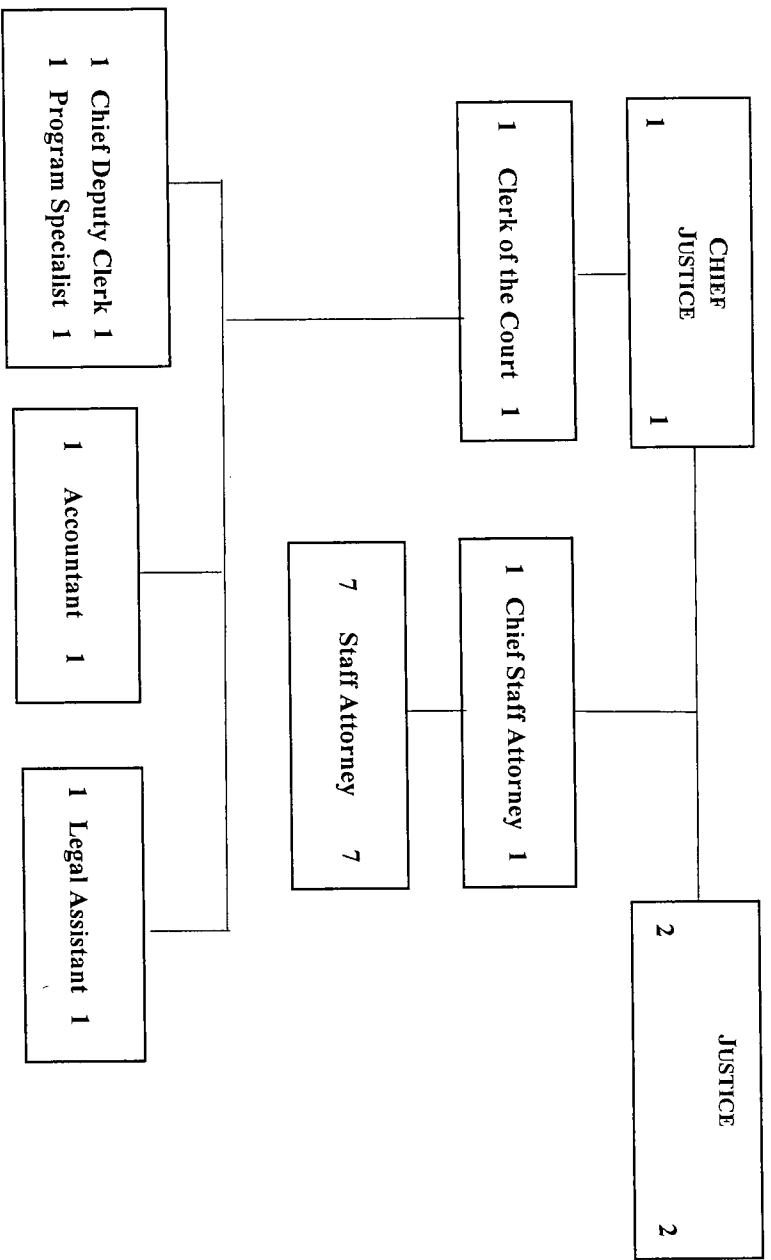 CHIEF
JUSTICE
1 1
JUSTICE
2 2
1 Clerk of the Court 1
1 Chief Staff Attorney 1
7 Staff Attorney 7
1 Chief Deputy Clerk 1
1 Program Specialist 1
1 Accountant 1
1 Legal Assistant 1